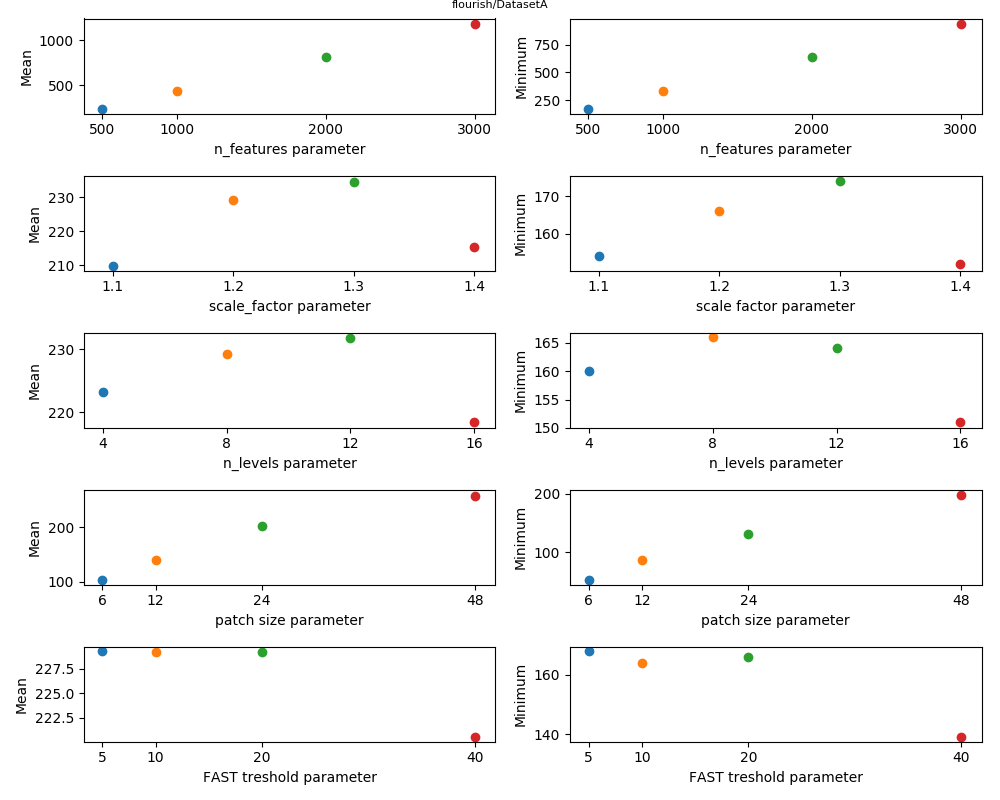 flourish/DatasetA
1000
500
Mean
500 1000 2000 3000
n_features parameter
750
500
250
Minimum
500 1000 2000 3000
n_features parameter
230
220
210
Mean
1.1 1.2 1.3 1.4
scale_factor parameter
170
160
Minimum
1.1 1.2 1.3 1.4
scale factor parameter
230
220
Mean
4 8 12 16
n_levels parameter
165
160
155
150
Minimum
4 8 12 16
n_levels parameter
200
100
Mean
6 12 24 48
patch size parameter
200
100
Minimum
6 12 24 48
patch size parameter
227.5
225.0
222.5
Mean
5 10 20 40
FAST treshold parameter
160
140
Minimum
5 10 20 40
FAST treshold parameter